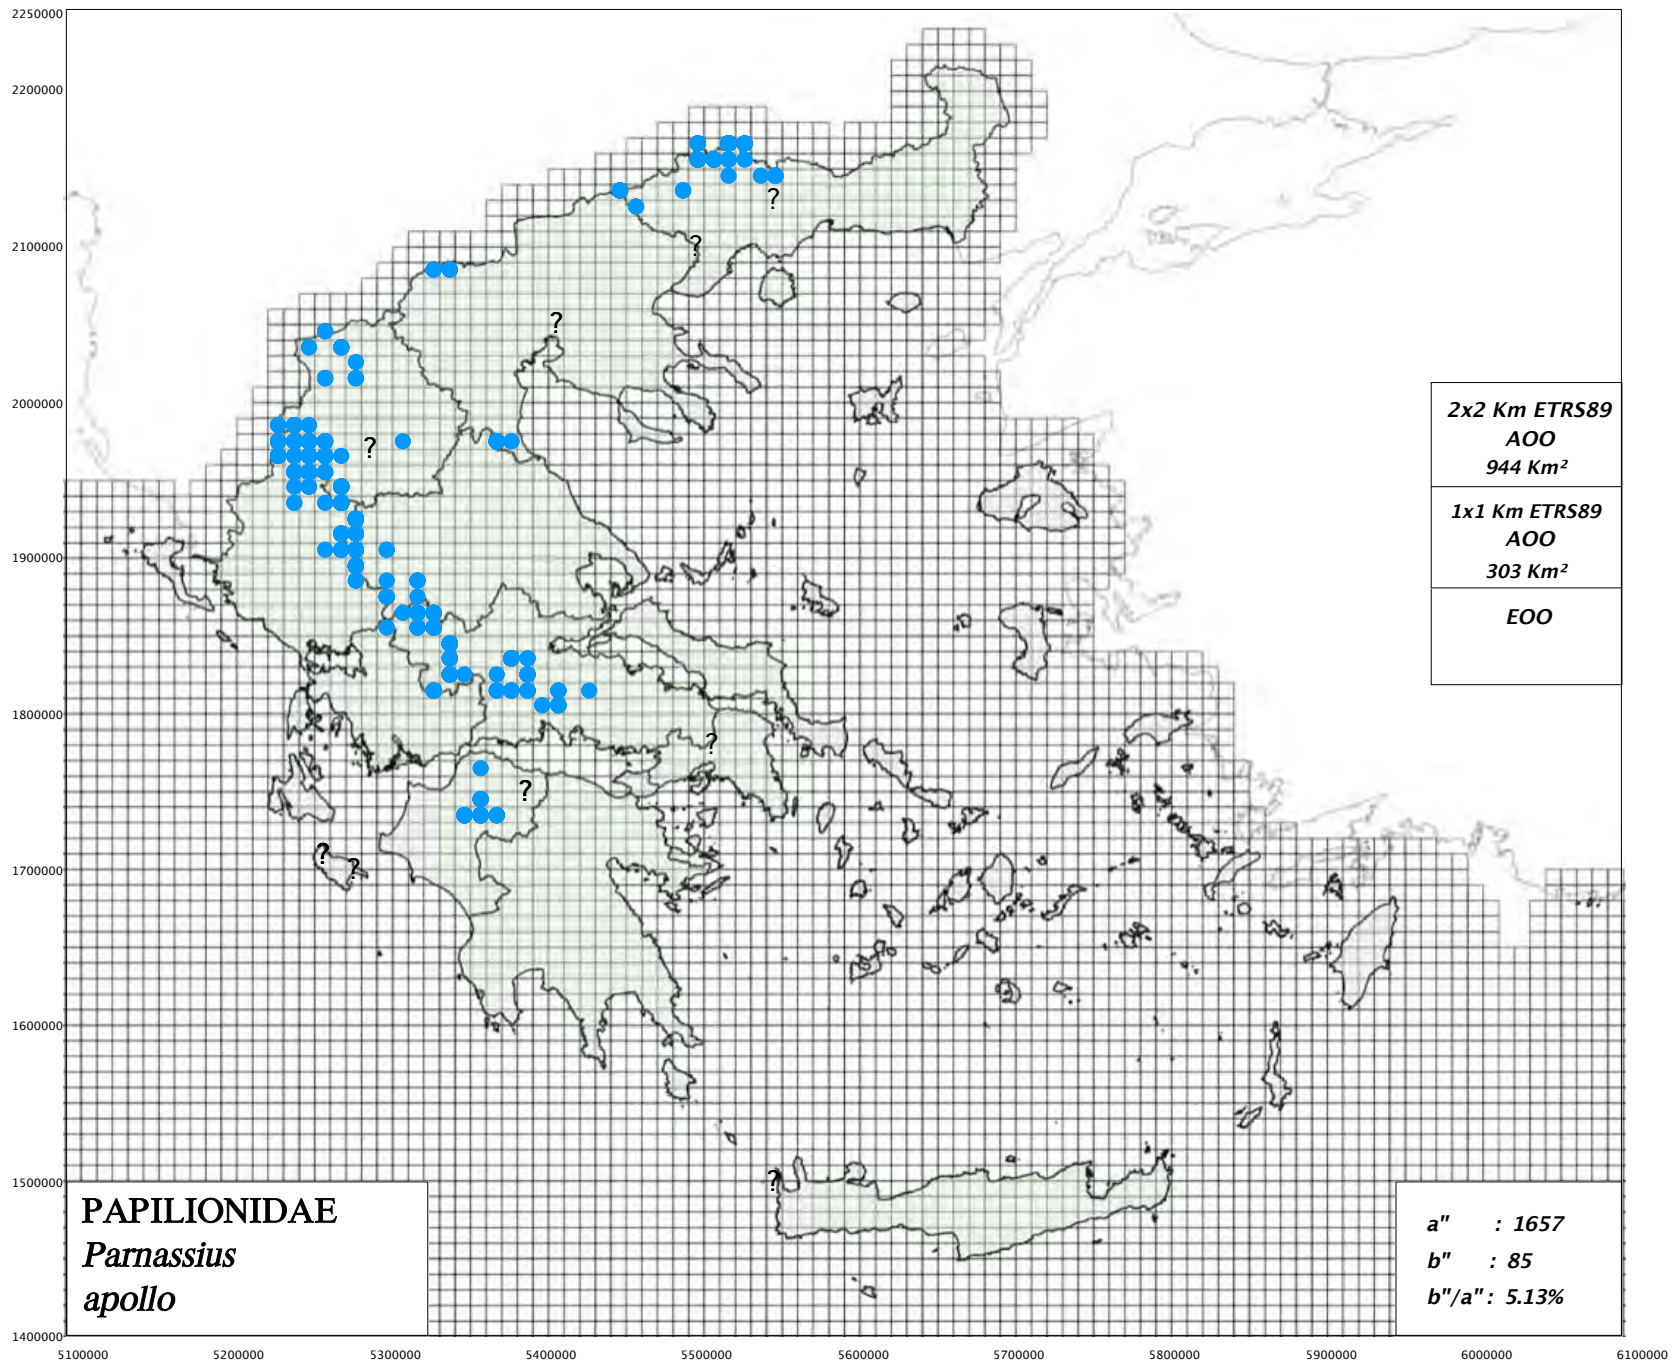 2250000
2200000
2100000
2000000
1900000
1800000
1700000
1600000
1500000
1400000
?
?
?
?
?
?
?
?
?
2x2 Km ETRS89
AOO
944 Km²
1x1 Km ETRS89
AOO
303 Km²
EOO
PAPILIONIDAE
Parnassius
apollo
a" : 1657
b" : 85
b"/a" : 5.13%
5100000 5200000 5300000 5400000 5500000 5600000 5700000 5800000 5900000 6000000 6100000